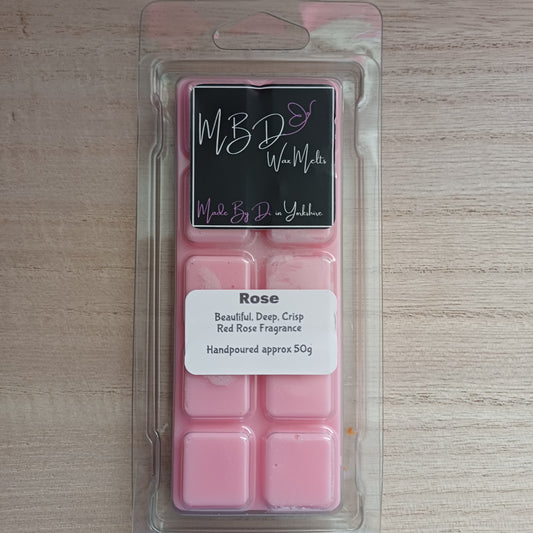 MBD
Wax Melts
Made By Di in Yorkshire
Rose
Beautiful, Deep, Crisp
Red Rose Fragrance
Handpoured approx 50g